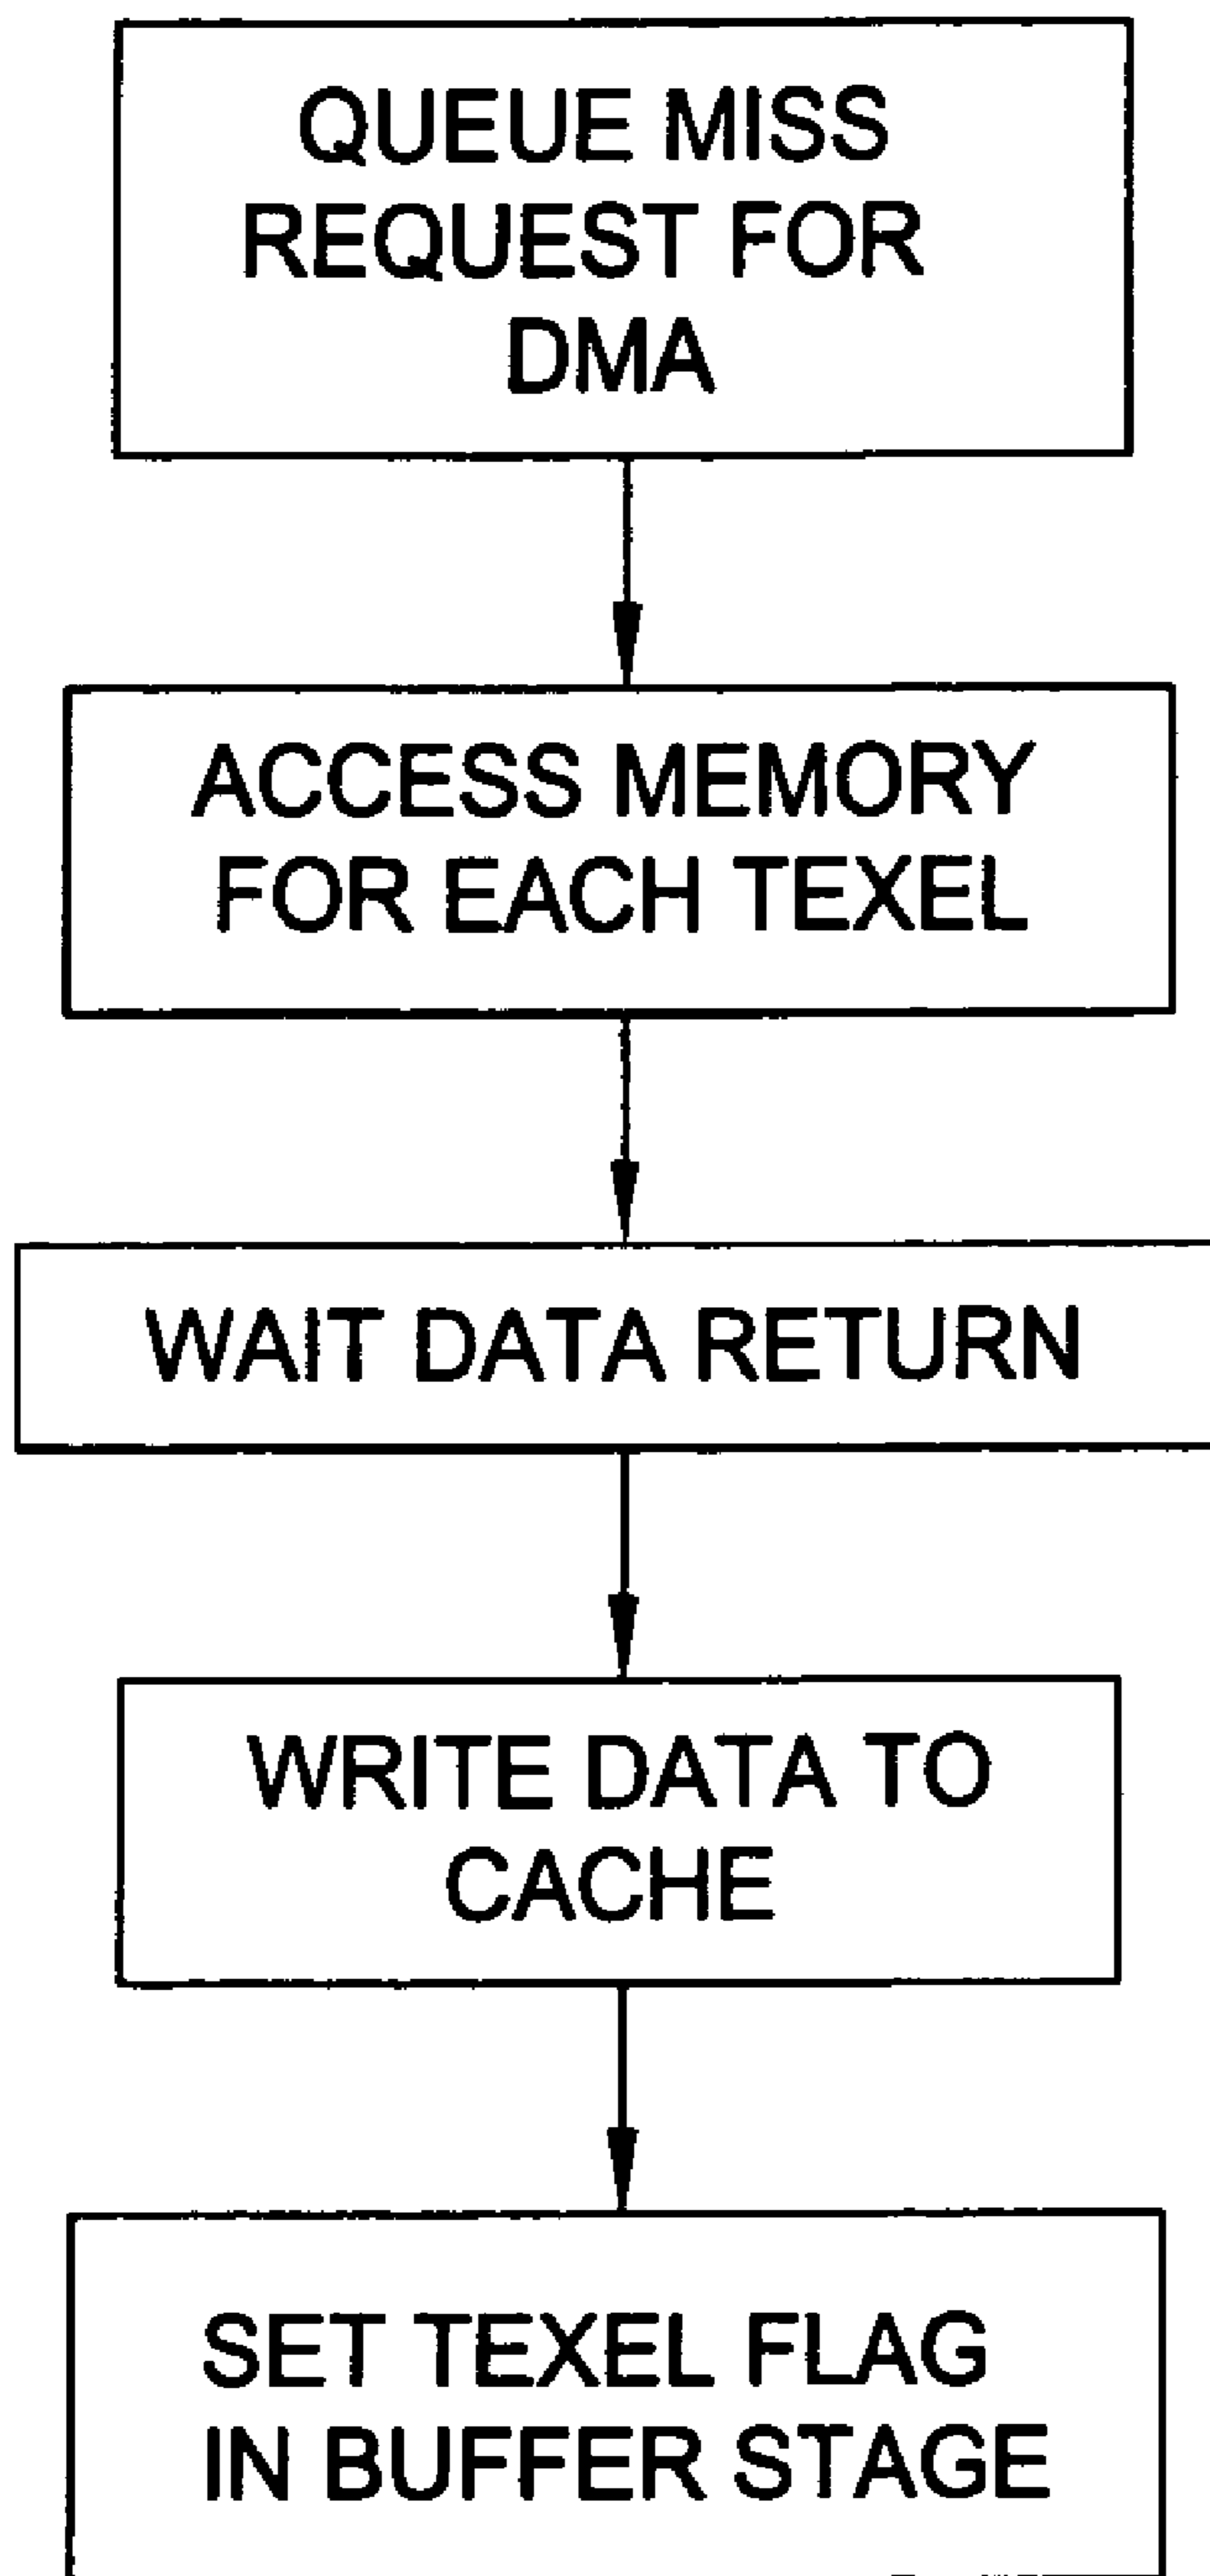 QUEUE MISS
REQUEST FOR
DMA
ACCESS MEMORY
FOR EACH TEXEL
WAIT DATA RETURN
WRITE DATA TO
CACHE
SET TEXEL FLAG
IN BUFFER STAGE